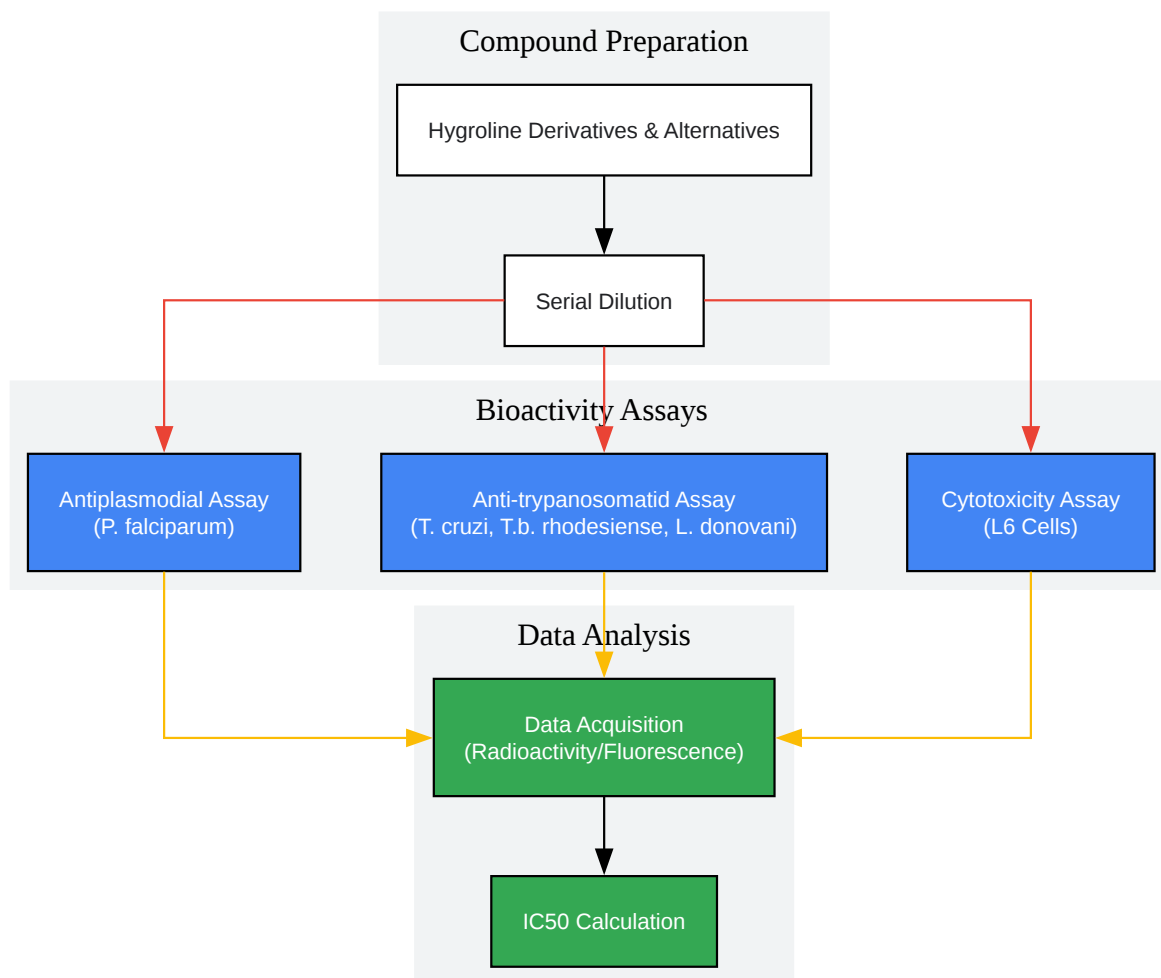 Compound Preparation
Hygroline Derivatives & Alternatives
Serial Dilution
Bioactivity Assays
Antiplasmodial Assay
(P. falciparum)
Anti-trypanosomatid Assay
(T. cruzi, T.b. rhodesiense, L. donovani)
Cytotoxicity Assay
(L6 Cells)
Data Analysis
Data Acquisition
(Radioactivity/Fluorescence)
IC50 Calculation